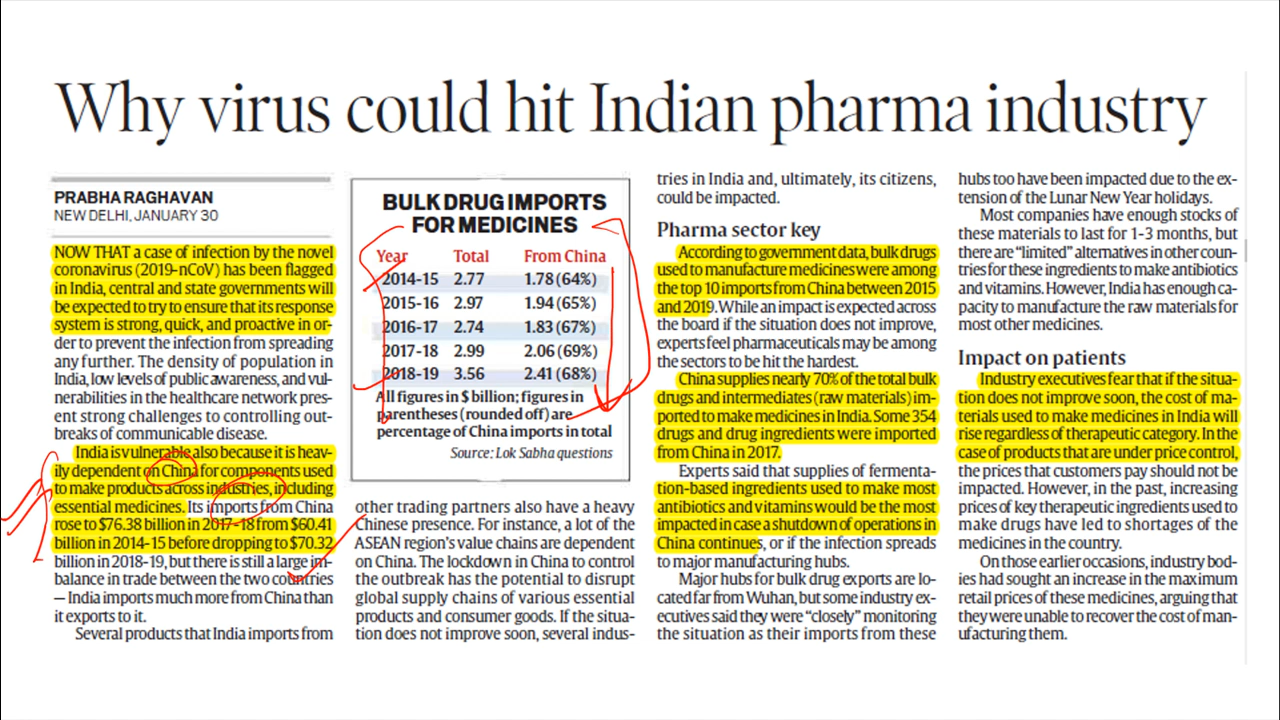 Why virus could hit Indian pharma industry
PRABHA RAGHAVAN
NEW DELHI, JANUARY 30
NOW THAT a case of infection by the novel
coronavirus (2019-nCoV) has been flagged
in India, central and state governments will
be expected to try to ensure that its response
system is strong, quick, and proactive in or-
der to prevent the infection from spreading
any further. The density of population in
India, low levels of public awareness, and vul-
nerabilities in the healthcare network pres-
ent strong challenges to controlling out-
breaks of communicable disease.
India is vulnerable also because it is heav-
ily dependent on China for components used
to make products across industries, including
essential medicines. Its imports from China
rose to $76.38 billion in 2017-18 from $60.41
billion in 2014-15 before dropping to $70.32
billion in 2018-19, but there is still a large im-
balance in trade between the two countries
— India imports much more from China than
it exports to it.
Several products that India imports from
BULK DRUG IMPORTS
FOR MEDICINES
Year Total From China
2014-15 2.77 1.78 (64%)
2015-16 2.97 1.94 (65%)
2016-17 2.74 1.83 (67%)
2017-18 2.99 2.06 (69%)
2018-19 3.56 2.41 (68%)
All figures in $ billion; figures in
parentheses (rounded off) are
percentage of China imports in total
Source: Lok Sabha questions
other trading partners also have a heavy
Chinese presence. For instance, a lot of the
ASEAN region's value chains are dependent
on China. The lockdown in China to control
the outbreak has the potential to disrupt
global supply chains of various essential
products and consumer goods. If the situa-
tion does not improve soon, several indus-
tries in India and, ultimately, its citizens,
could be impacted.
Pharma sector key
According to government data, bulk drugs
used to manufacture medicines were among
the top 10 imports from China between 2015
and 2019. While an impact is expected across
the board if the situation does not improve,
experts feel pharmaceuticals may be among
the sectors to be hit the hardest.
China supplies nearly 70% of the total bulk
drugs and intermediates (raw materials) im-
ported to make medicines in India. Some 354
drugs and drug ingredients were imported
from China in 2017.
Experts said that supplies of fermenta-
tion-based ingredients used to make most
antibiotics and vitamins would be the most
impacted in case a shutdown of operations in
China continues, or if the infection spreads
to major manufacturing hubs.
Major hubs for bulk drug exports are lo-
cated far from Wuhan, but some industry ex-
ecutives said they were "closely" monitoring
the situation as their imports from these
hubs too have been impacted due to the ex-
tension of the Lunar New Year holidays.
Most companies have enough stocks of
these materials to last for 1-3 months, but
there are "limited" alternatives in other coun-
tries for these ingredients to make antibiotics
and vitamins. However, India has enough ca-
pacity to manufacture the raw materials for
most other medicines.
Impact on patients
Industry executives fear that if the situa-
tion does not improve soon, the cost of ma-
terials used to make medicines in India will
rise regardless of therapeutic category. In the
case of products that are under price control,
the prices that customers pay should not be
impacted. However, in the past, increasing
prices of key therapeutic ingredients used to
make drugs have led to shortages of the
medicines in the country.
On those earlier occasions, industry bod-
ies had sought an increase in the maximum
retail prices of these medicines, arguing that
they were unable to recover the cost of man-
ufacturing them.